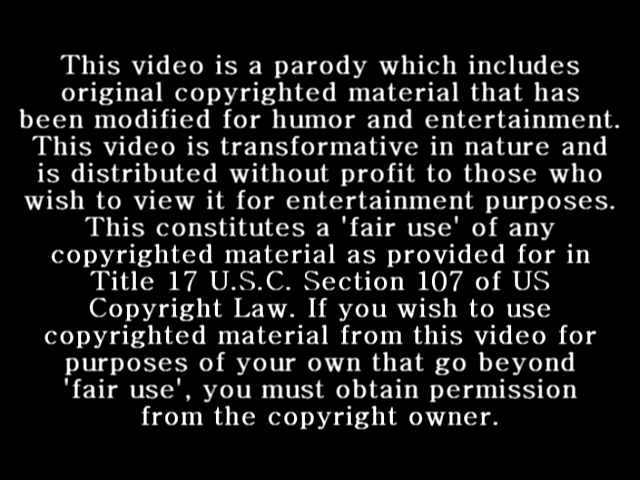 This video is a parody which includes
original copyrighted material that has
been modified for humor and entertainment.
This video is transformative in nature and
is distributed without profit to those who
wish to view it for entertainment purposes.
This constitutes a 'fair use' of any
copyrighted material as provided for in
Title 17 U.S.C. Section 107 of US
Copyright Law. If you wish to use
copyrighted material from this video for
purposes of your own that go beyond
'fair use', you must obtain permission
from the copyright owner.